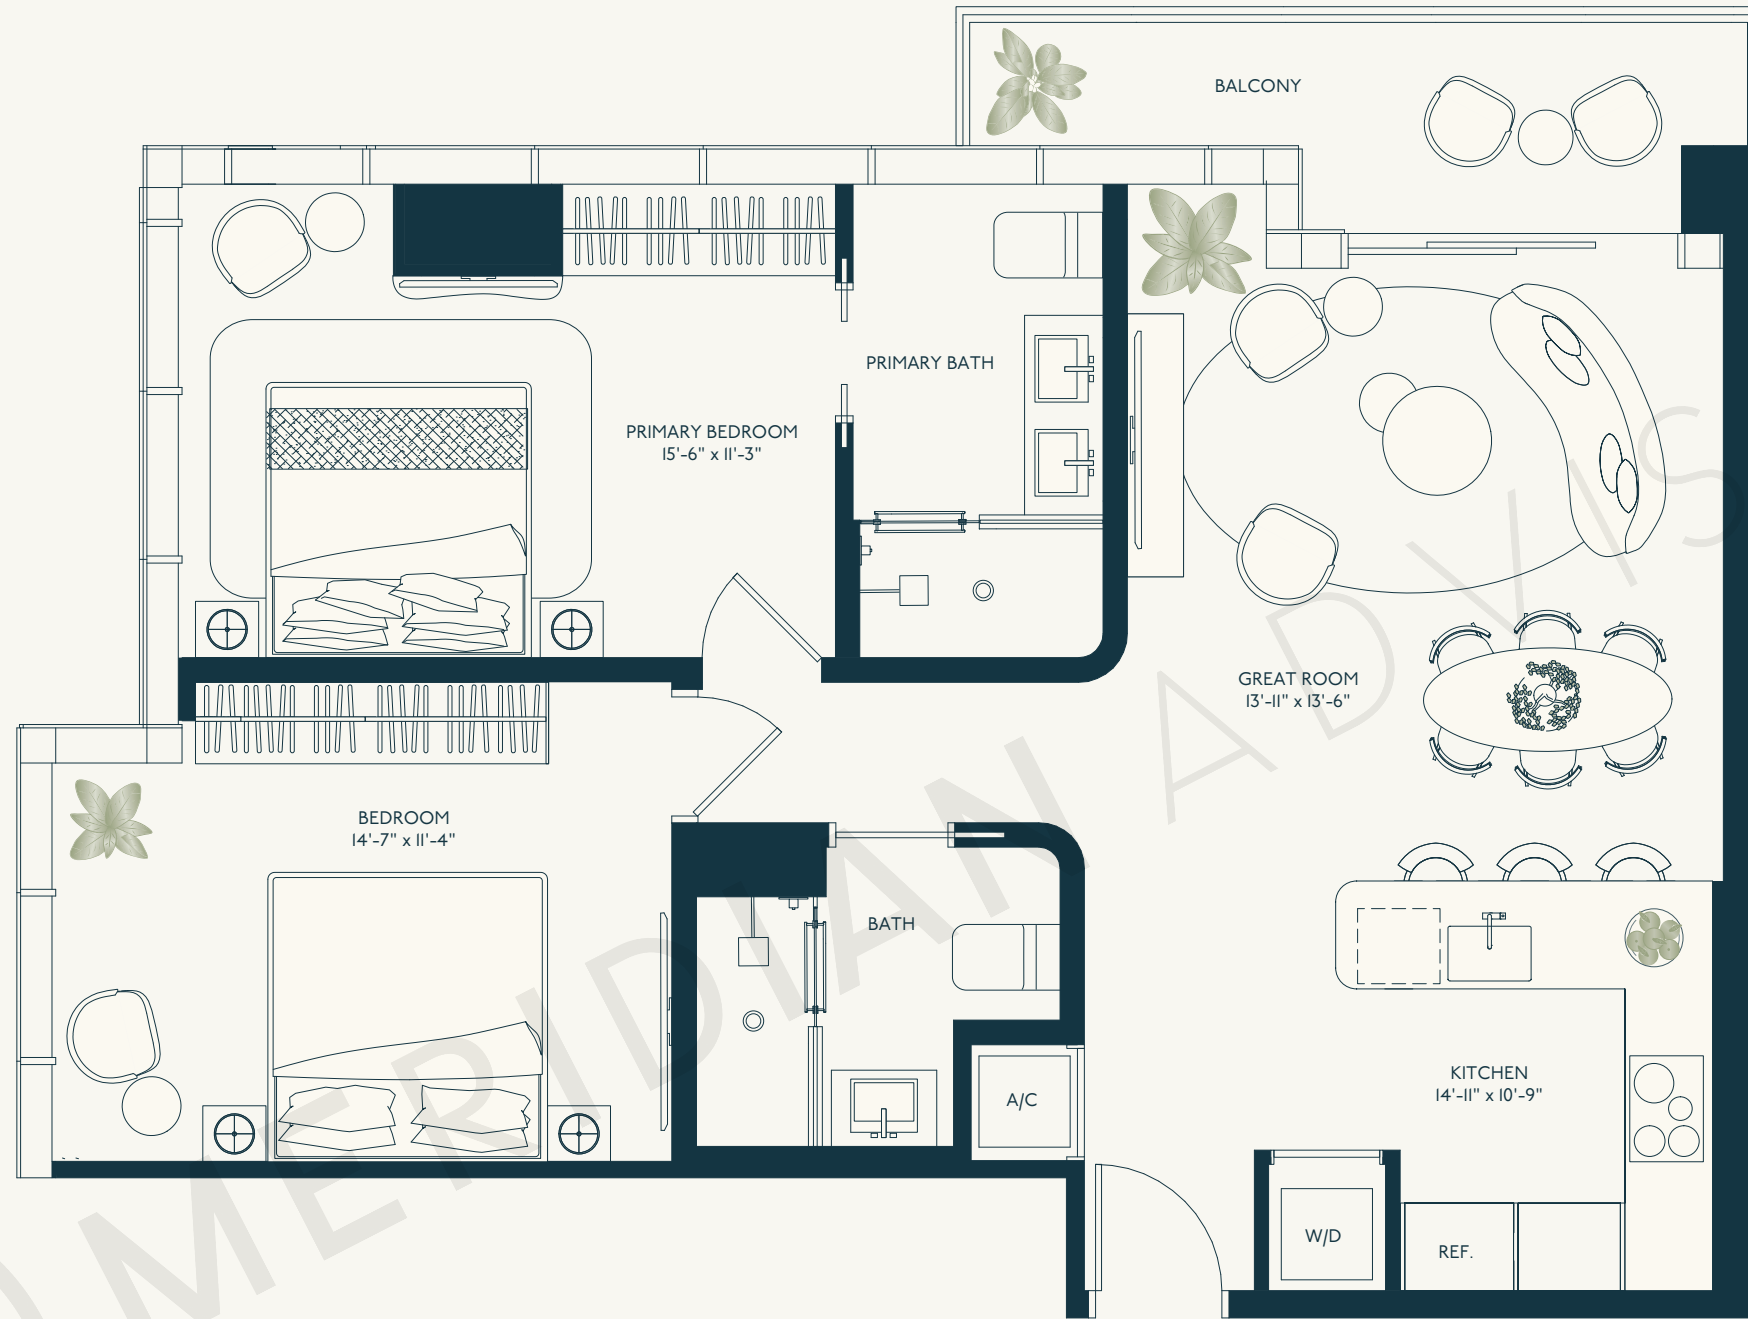 BALCONY
PRIMARY BATH
PRIMARY BEDROOM
15'-6" x 11'-3"
GREAT ROOM
13'-11" x 13'-6"
BEDROOM
14'-7" x 11'-4"
BATH
KITCHEN
14'-11" x 10'-9"
A/C
W/D
REF.
MERIDIAN